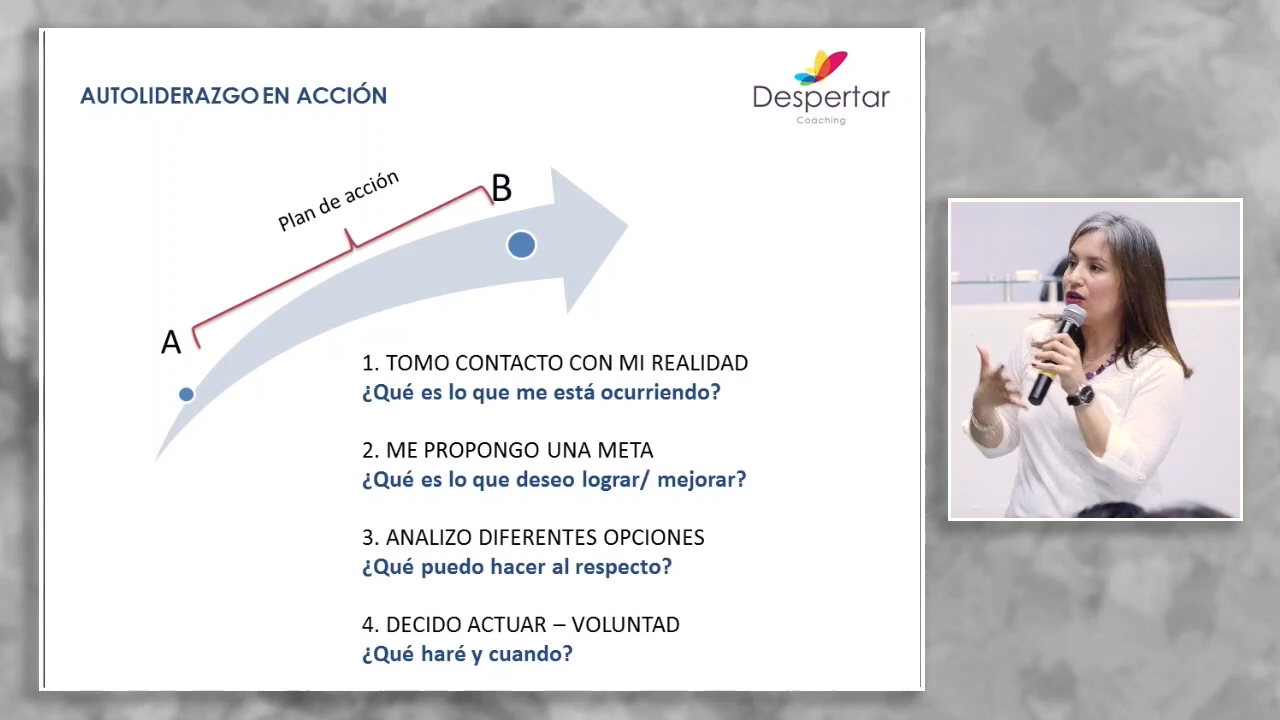 AUTOLIDERAZGO EN ACCIÓN
Despertar
Coaching
Plan de acción
B
A
1. TOMO CONTACTO CON MI REALIDAD
¿Qué es lo que me está ocurriendo?
2. ME PROPONGO UNA META
¿Qué es lo que deseo lograr/ mejorar?
3. ANALIZO DIFERENTES OPCIONES
¿Qué puedo hacer al respecto?
4. DECIDO ACTUAR – VOLUNTAD
¿Qué haré y cuando?